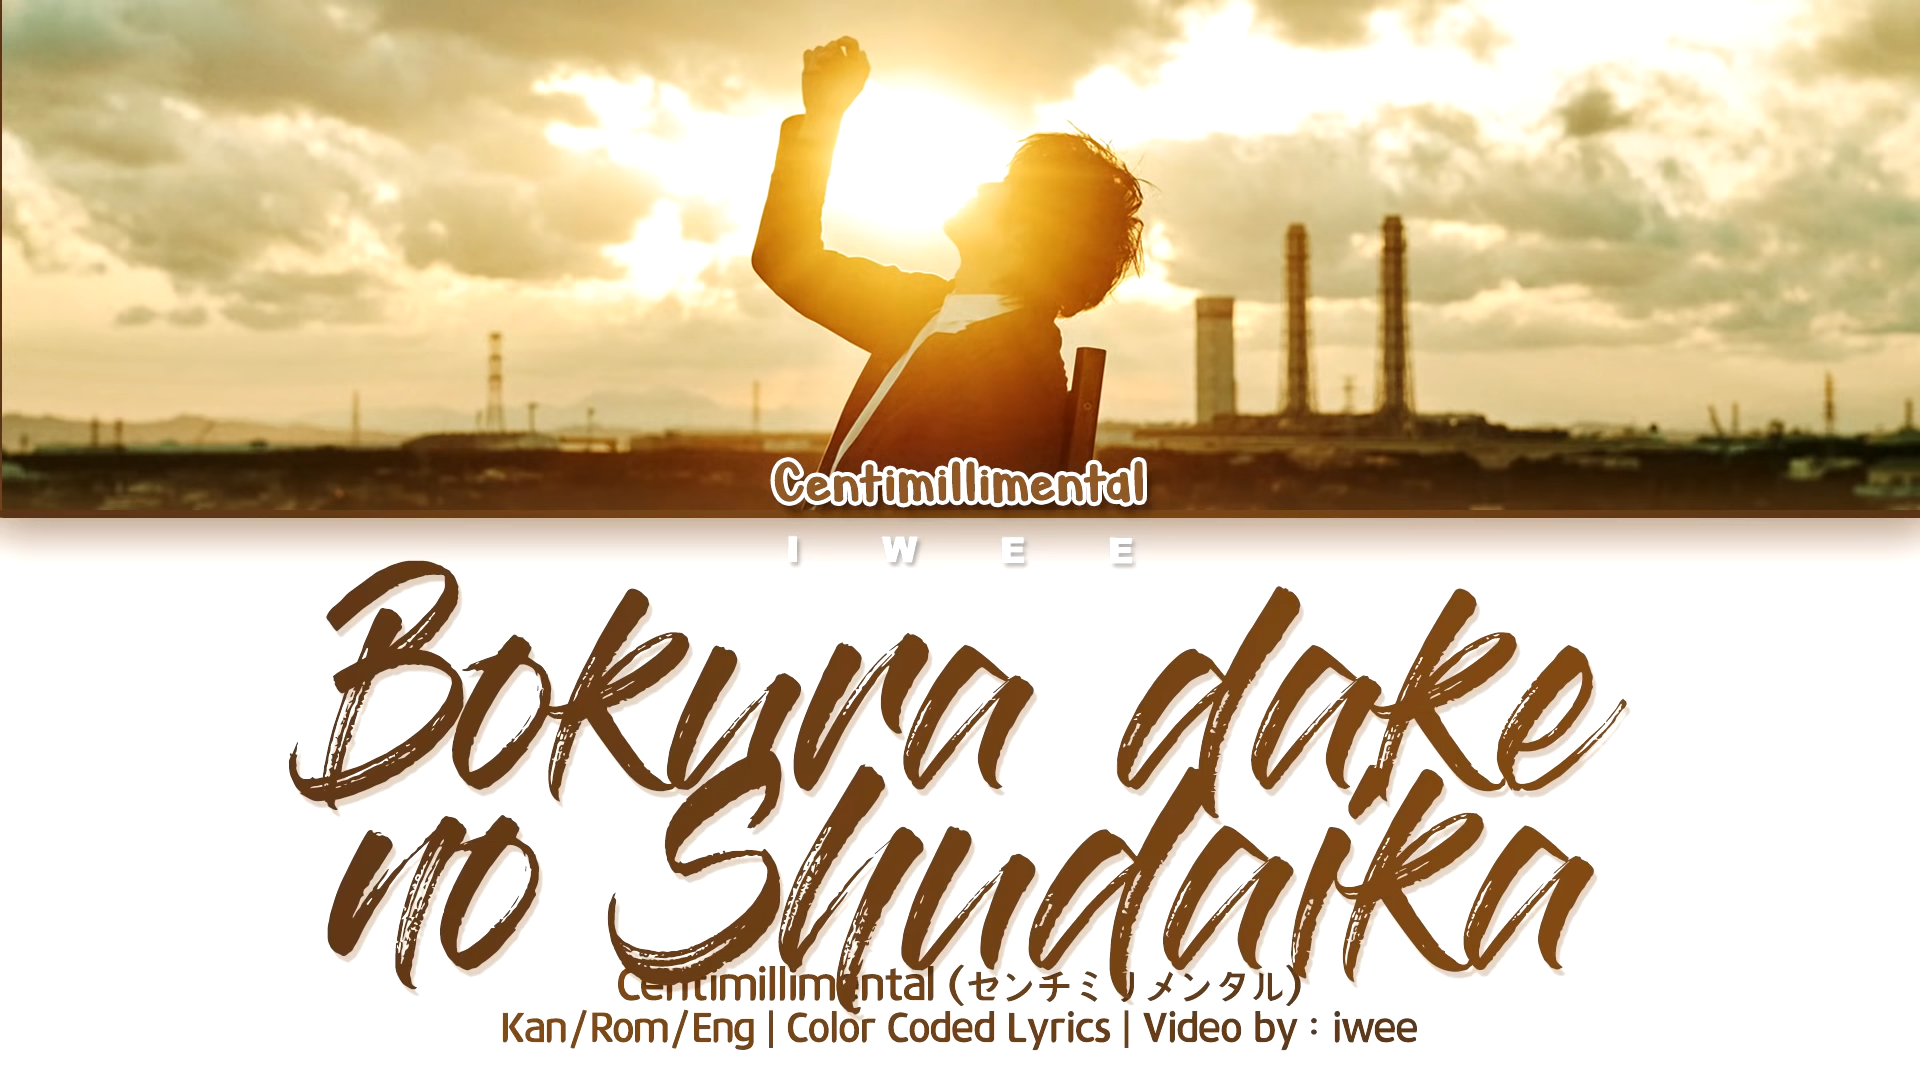 Centimillimental
IWEE
Bokura dake
no Shudaika
Centimillimental (センチミリメンタル)
Kan/Rom/Eng | Color Coded Lyrics | Video by : iwee